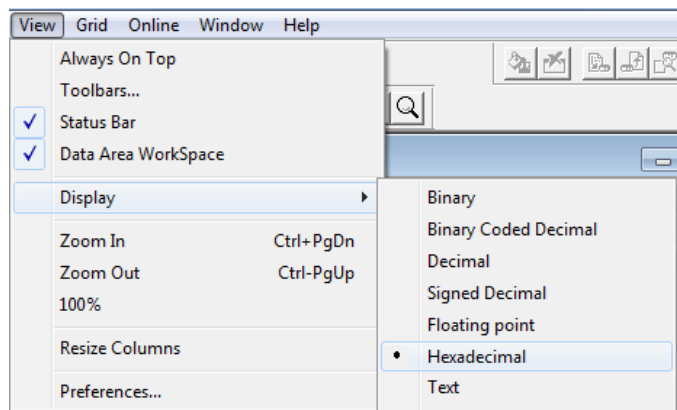 View Grid Online Window Help
Always On Top
Toolbars...
Status Bar
Data Area WorkSpace
Display
Zoom In Ctrl+PgDn
Zoom Out Ctrl-PgUp
100%
Resize Columns
Preferences...
Binary
Binary Coded Decimal
Decimal
Signed Decimal
Floating point
Hexadecimal
Text